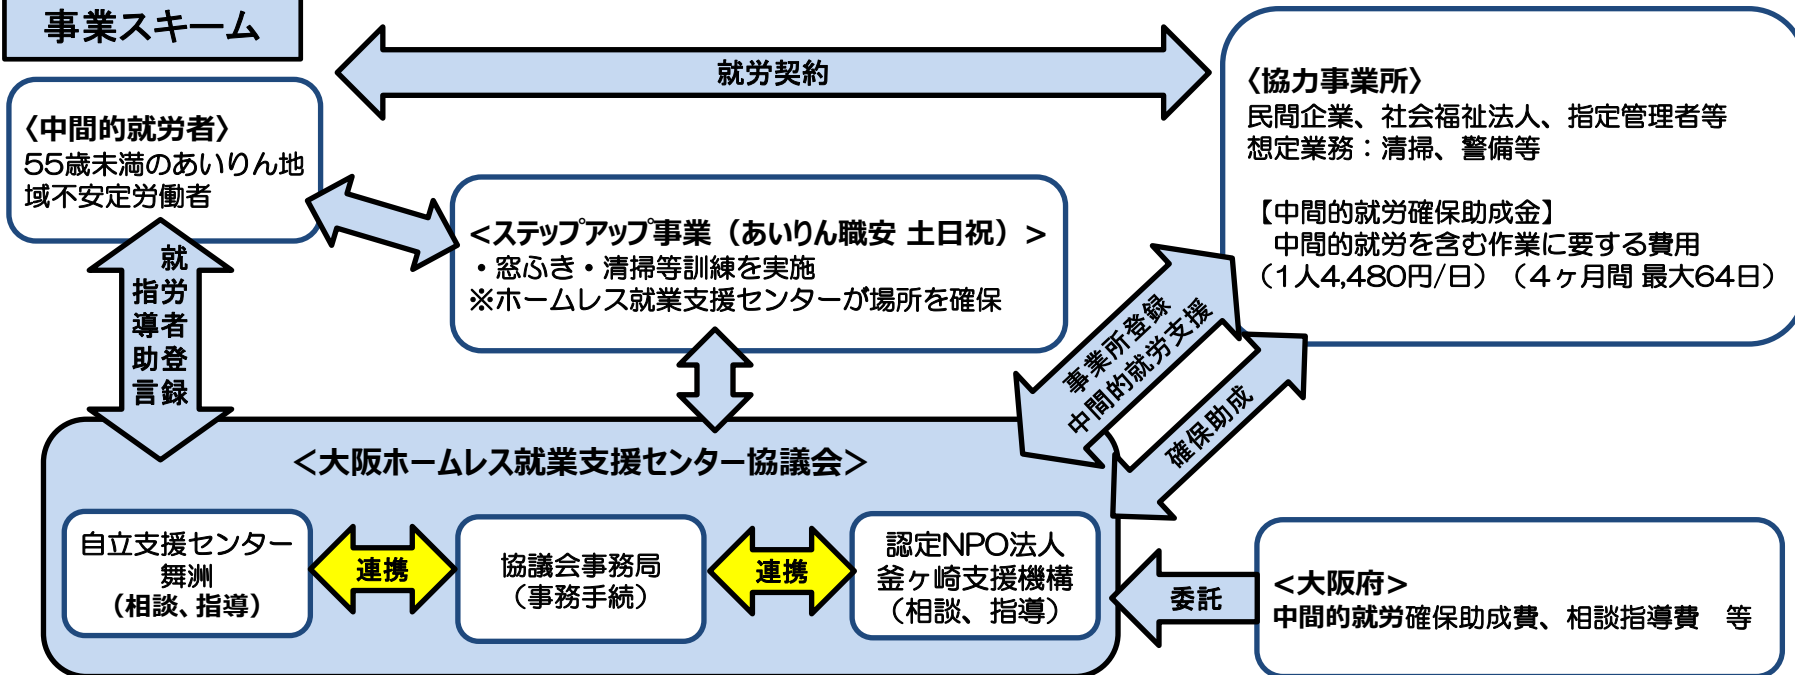 事業スキーム
就労契約
〈中間的就労者〉
55歳未満のあいりん地
域不安定労働者
〈協力事業所〉
民間企業、社会福祉法人、指定管理者等
想定業務：清掃、警備等
【中間的就労確保助成金】
中間的就労を含む作業に要する費用
（1人4,480円/日）（4ヶ月間 最大64日）
＜ステップアップ事業（あいりん職安 土日祝）＞
・窓ふき・清掃等訓練を実施
※ホームレス就業支援センターが場所を確保
就労者登録
指導助言
事業所登録
中間的就労支援
確保助成
＜大阪ホームレス就業支援センター協議会＞
自立支援センター
舞洲
（相談、指導）
連携
協議会事務局
（事務手続）
連携
認定NPO法人
釜ヶ崎支援機構
（相談、指導）
委託
＜大阪府＞
中間的就労確保助成費、相談指導費　等